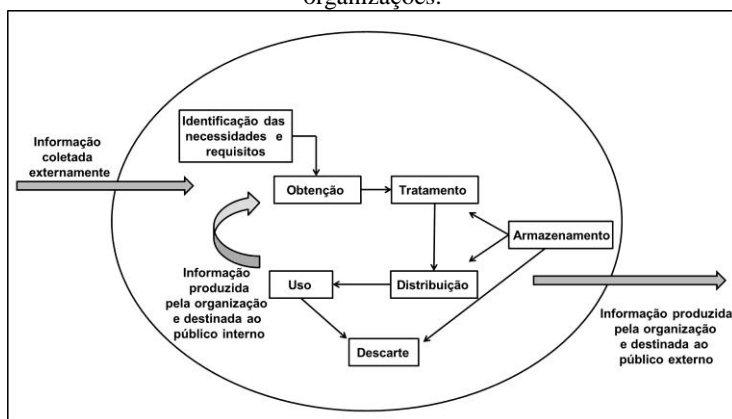 organizações.
Identificação das
necessidades e
requisitos
Informação
coletada
externamente
Obtenção
Tratamento
Armazenamento
Informação
produzida
pela organização
e destinada ao
público interno
Uso
Distribuição
Descarte
Informação produzida
pela organização
e destinada ao
público externo